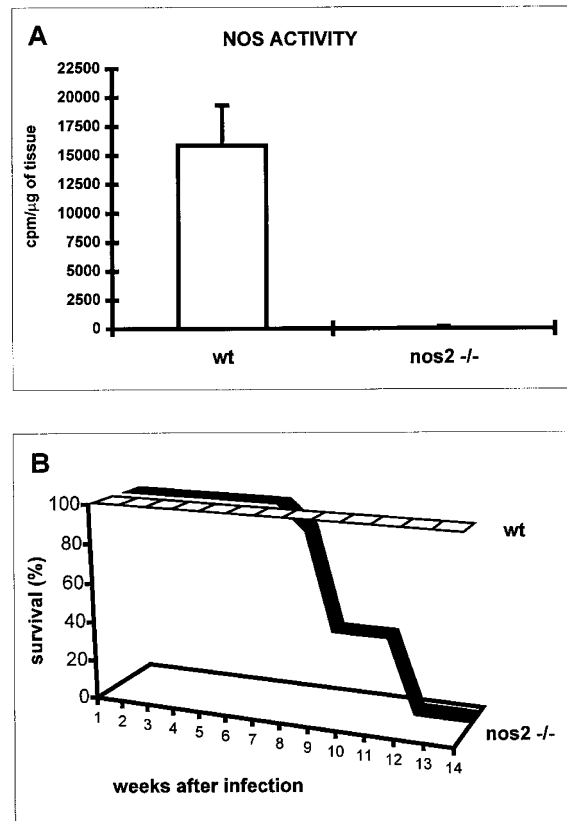 A
NOS ACTIVITY
cpm/µg of tissue
22500
20000
17500
15000
12500
10000
7500
5000
2500
0
wt
nos2 -/-
B
survival (%)
100
80
60
40
20
0
1 2 3 4 5 6 7 8 9 10 11 12 13 14
wt
nos2 -/-
weeks after infection